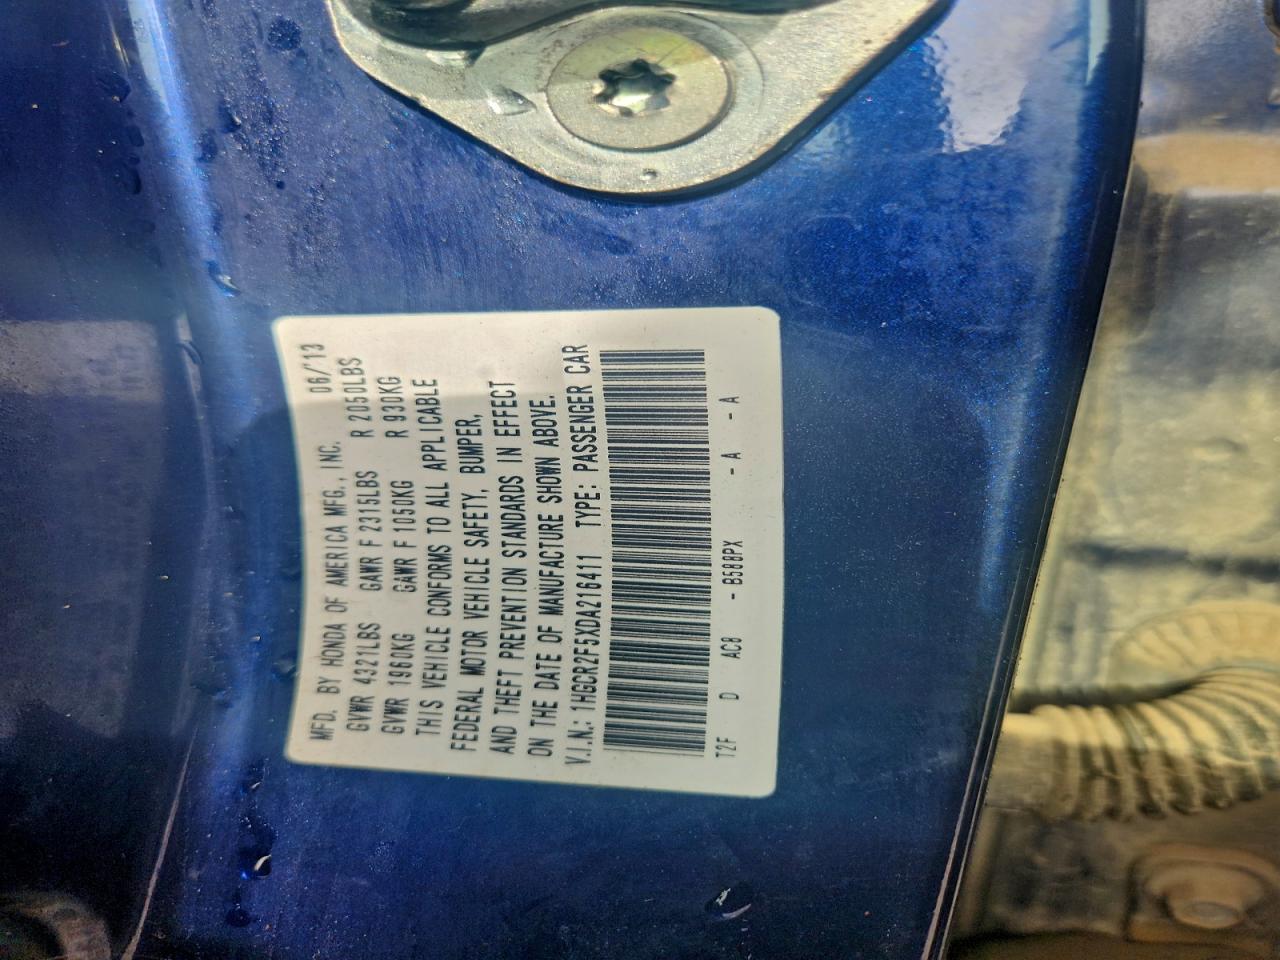 MFD. BY HONDA OF AMERICA MFG., INC. 06/13
GVWR 4321LBS GAWR F 2315LBS R 2050LBS
GVWR 1960KG GAWR F 1050KG R 930KG
THIS VEHICLE CONFORMS TO ALL APPLICABLE
FEDERAL MOTOR VEHICLE SAFETY, BUMPER,
AND THEFT PREVENTION STANDARDS IN EFFECT
ON THE DATE OF MANUFACTURE SHOWN ABOVE.
V.I.N.: 1HGCR2F5XDA216411 TYPE: PASSENGER CAR
T2F D AC8 - B588PX - A - A